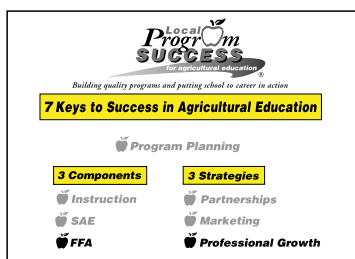 Local
Program
SUCCESS
for agricultural education
®
Building quality programs and putting school to career in action
7 Keys to Success in Agricultural Education
Program Planning
3 Components
Instruction
SAE
FFA
3 Strategies
Partnerships
Marketing
Professional Growth